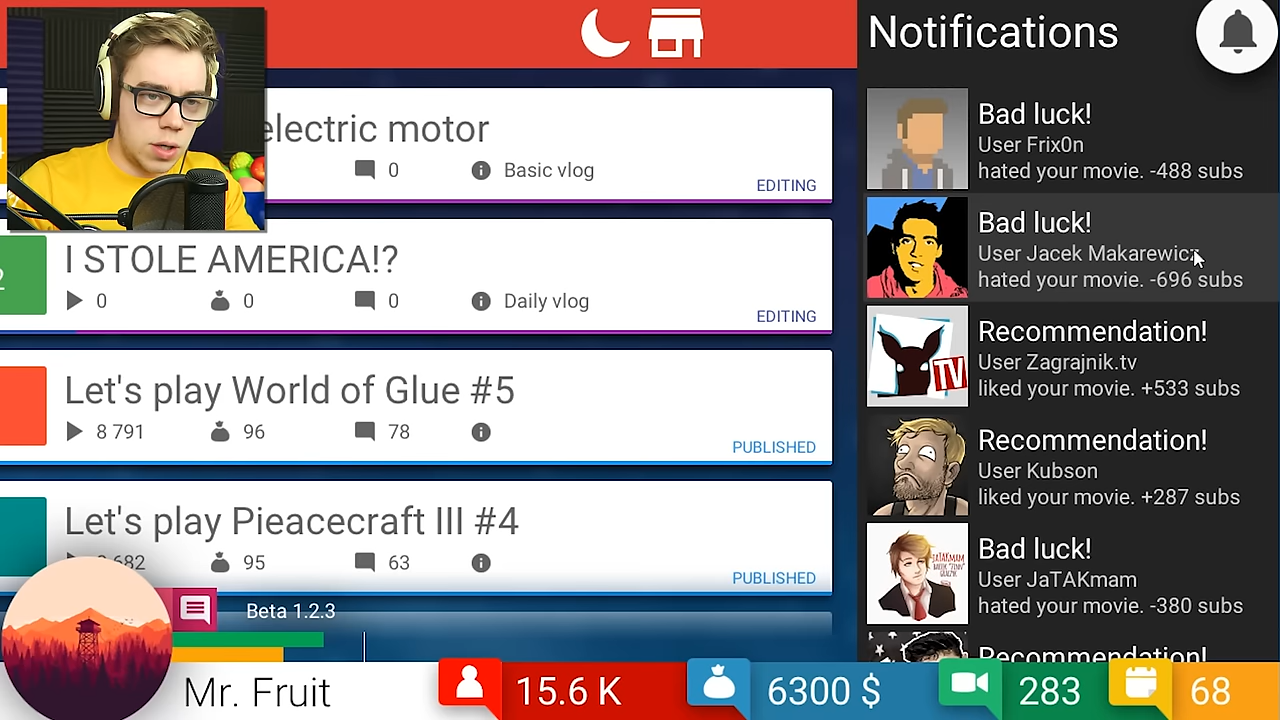 Notifications
electric motor
0
Basic vlog
EDITING
I STOLE AMERICA!?
0
0
0
Daily vlog
EDITING
Let's play World of Glue #5
8 791
96
78
PUBLISHED
Let's play Pieacecraft III #4
682
95
63
PUBLISHED
Bad luck!
User Frix0n
hated your movie. -488 subs
Bad luck!
User Jacek Makarewicz
hated your movie. -696 subs
TV
Recommendation!
User Zagrajnik.tv
liked your movie. +533 subs
Recommendation!
User Kubson
liked your movie. +287 subs
Bad luck!
User JaTAKmam
hated your movie. -380 subs
Recommendation!
Beta 1.2.3
Mr. Fruit
15.6 K
6300 $
283
68